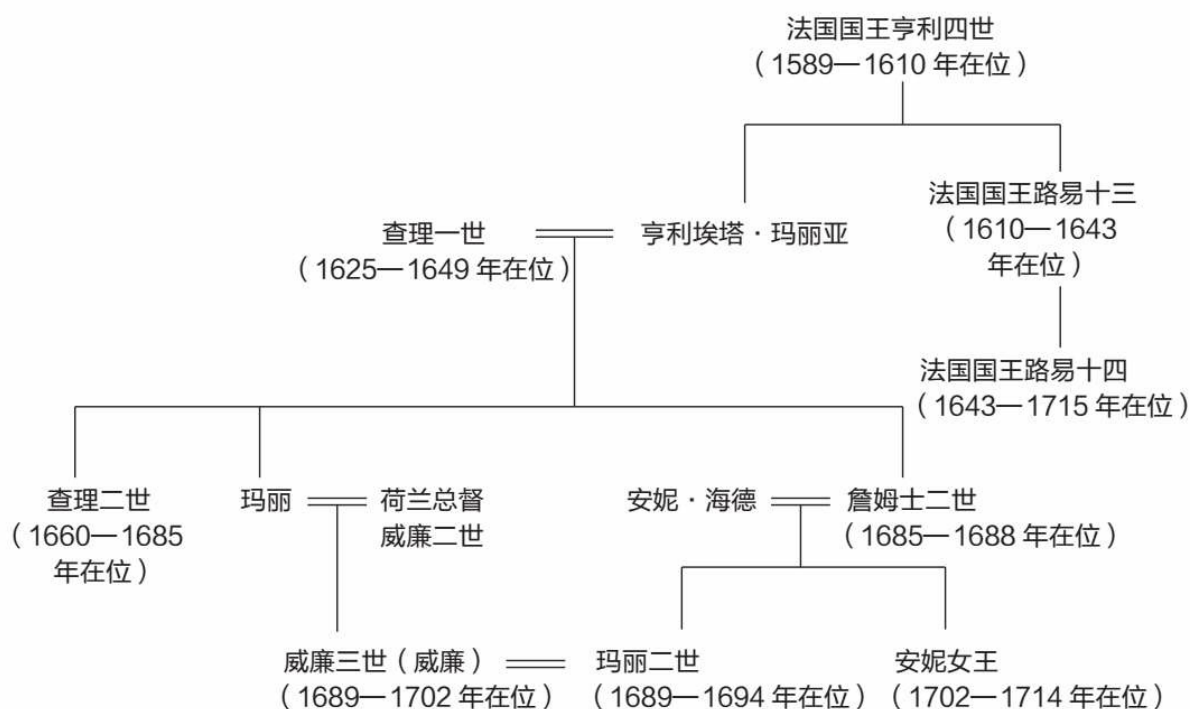 法国国王亨利四世
（1589—1610 年在位）
法国国王路易十三
（1610—1643
年在位）
查理一世
（1625—1649 年在位）
亨利埃塔·玛丽亚
法国国王路易十四
（1643—1715 年在位）
查理二世
（1660—1685
年在位）
玛丽
荷兰总督
威廉二世
安妮·海德
詹姆士二世
（1685—1688 年在位）
威廉三世（威廉）
（1689—1702 年在位）
玛丽二世
（1689—1694 年在位）
安妮女王
（1702—1714 年在位）